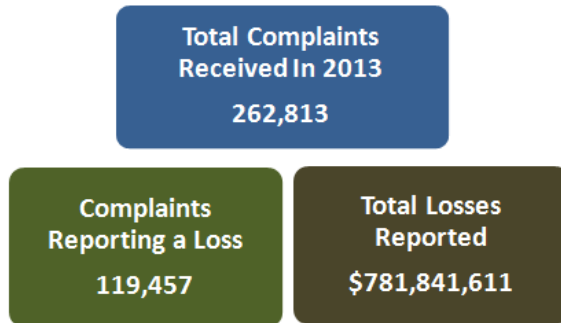 Total Complaints
Received In 2013
262,813
Complaints
Reporting a Loss
119,457
Total Losses
Reported
$781,841,611